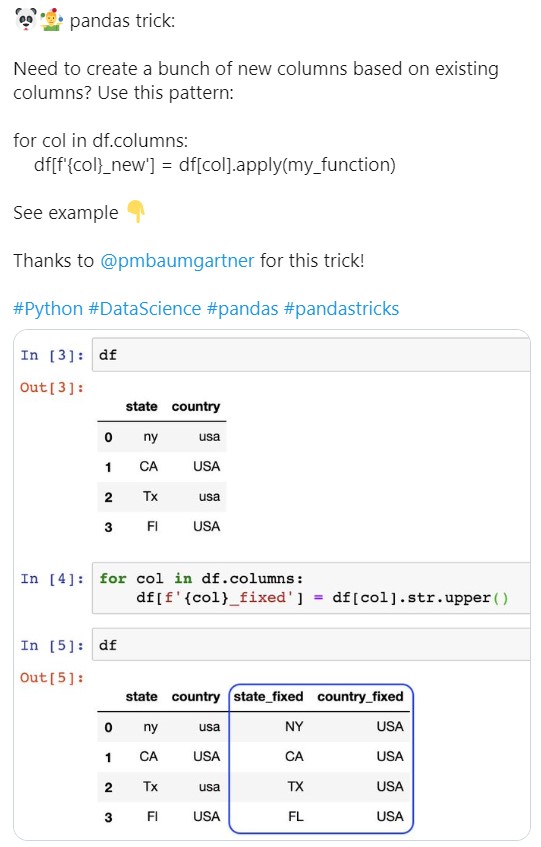 🐼🤹 pandas trick:
Need to create a bunch of new columns based on existing
columns? Use this pattern:
for col in df.columns:
    df[f'{col}_new'] = df[col].apply(my_function)
See example 👇
Thanks to @pmbaumgartner for this trick!
#Python #DataScience #pandas #pandastricks
In [3]: df
Out[3]:
state country
0 ny usa
1 CA USA
2 Tx usa
3 Fl USA
In [4]: for col in df.columns:
    df[f'{col}_fixed'] = df[col].str.upper()
In [5]: df
Out[5]:
state country state_fixed country_fixed
0 ny usa NY USA
1 CA USA CA USA
2 Tx usa TX USA
3 Fl USA FL USA